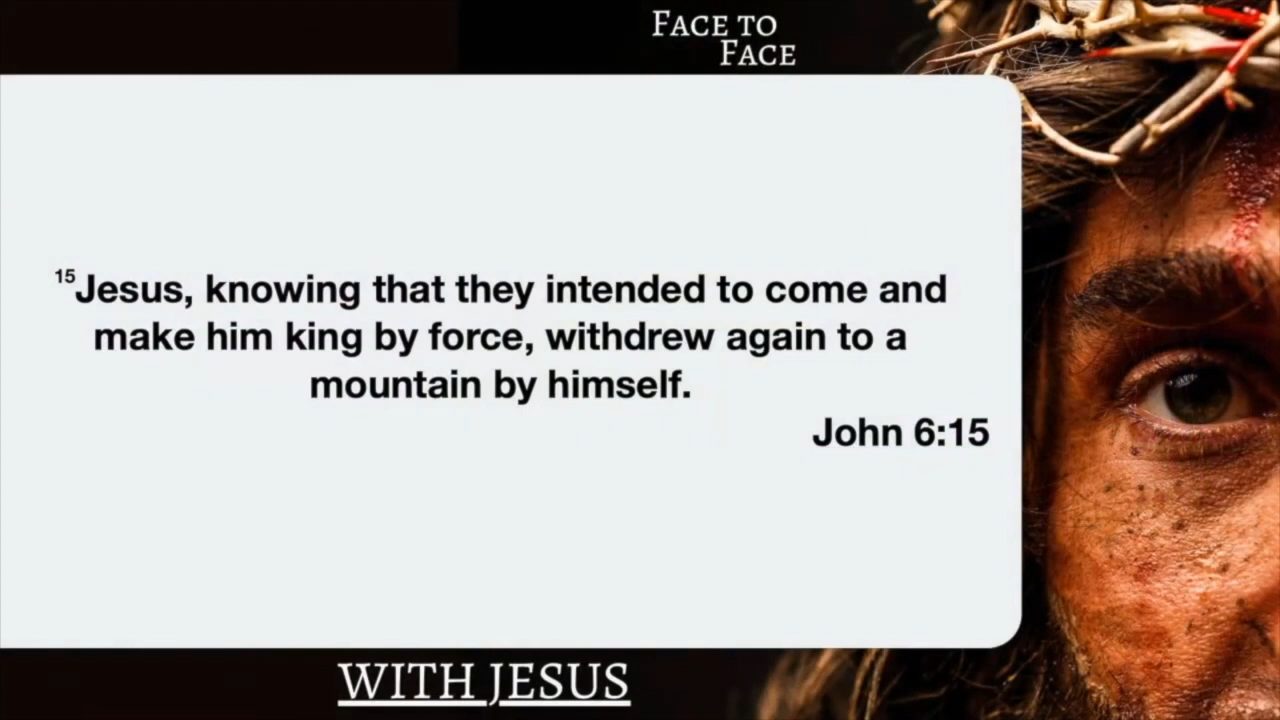 FACE TO
FACE
15Jesus, knowing that they intended to come and
make him king by force, withdrew again to a
mountain by himself.
John 6:15
WITH JESUS